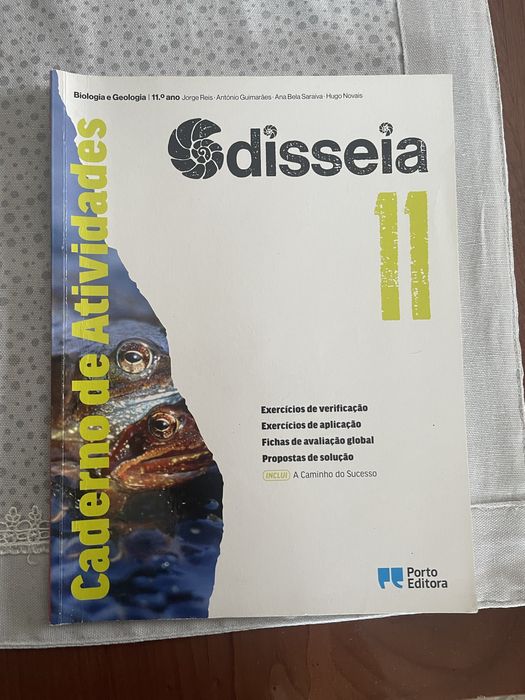 Biologia e Geologia | 11.º ano Jorge Reis · António Guimarães · Ana Bela Saraiva · Hugo Novais
Odisseia
11
Caderno de Atividades
Exercícios de verificação
Exercícios de aplicação
Fichas de avaliação global
Propostas de solução
INCLUI A Caminho do Sucesso
Porto
Editora